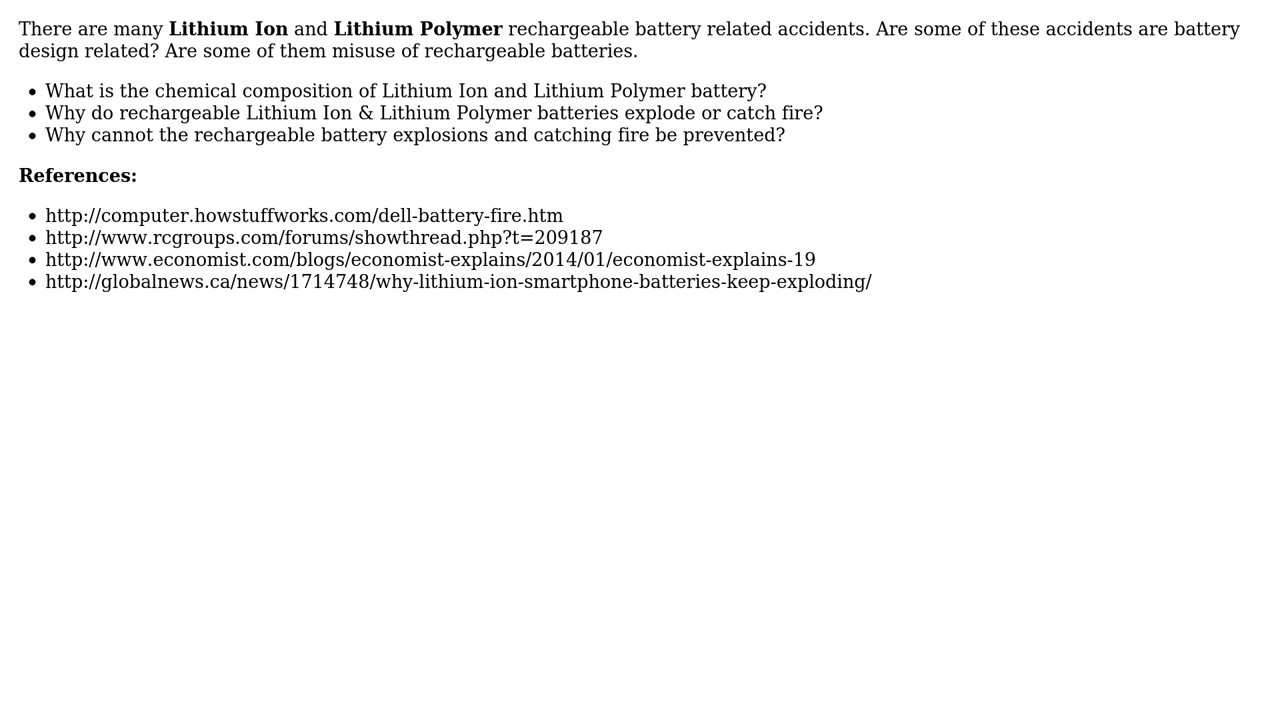 There are many Lithium Ion and Lithium Polymer rechargeable battery related accidents. Are some of these accidents are battery
design related? Are some of them misuse of rechargeable batteries.
• What is the chemical composition of Lithium Ion and Lithium Polymer battery?
• Why do rechargeable Lithium Ion & Lithium Polymer batteries explode or catch fire?
• Why cannot the rechargeable battery explosions and catching fire be prevented?
References:
• http://computer.howstuffworks.com/dell-battery-fire.htm
• http://www.rcgroups.com/forums/showthread.php?t=209187
• http://www.economist.com/blogs/economist-explains/2014/01/economist-explains-19
• http://globalnews.ca/news/1714748/why-lithium-ion-smartphone-batteries-keep-exploding/